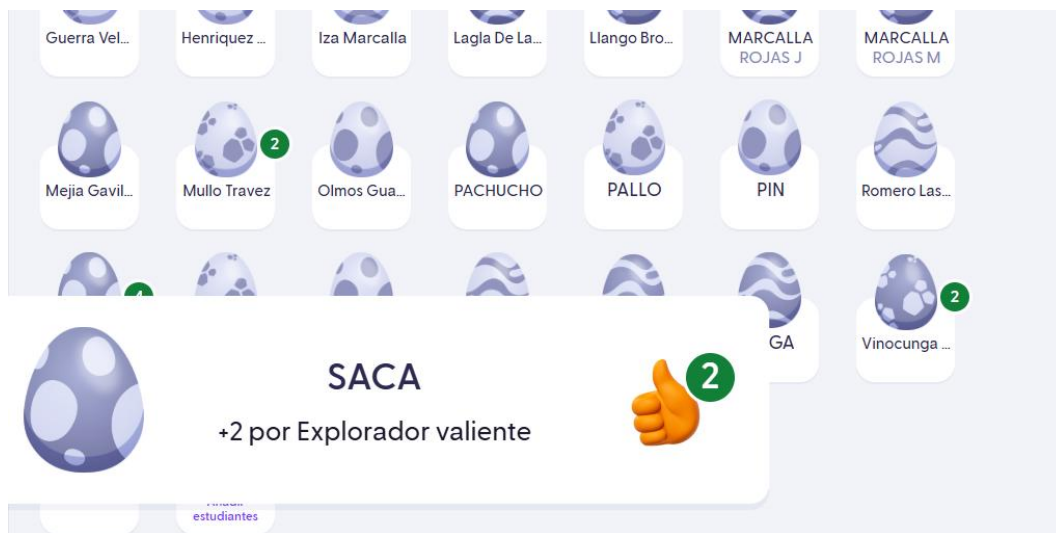 Guerra Vel...
Henriquez ...
Iza Marcalla
Lagla De La...
Llango Bro...
MARCALLA
ROJAS J
MARCALLA
ROJAS M
2
Mejia Gavil...
Mullo Travez
Olmos Gua...
PACHUCHO
PALLO
PIN
Romero Las...
2
GA
Vinocunga ...
SACA
+2 por Explorador valiente
2
estudiantes